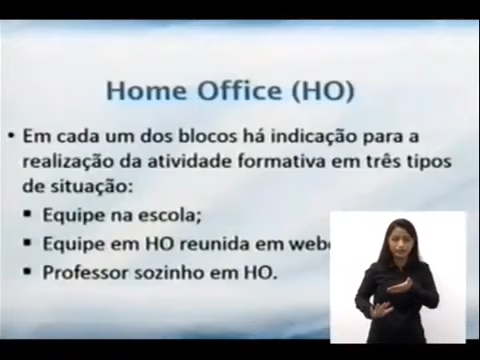 Home Office (HO)
• Em cada um dos blocos há indicação para a
realização da atividade formativa em três tipos
de situação:
▪ Equipe na escola;
▪ Equipe em HO reunida em
▪ Professor sozinho em HO.